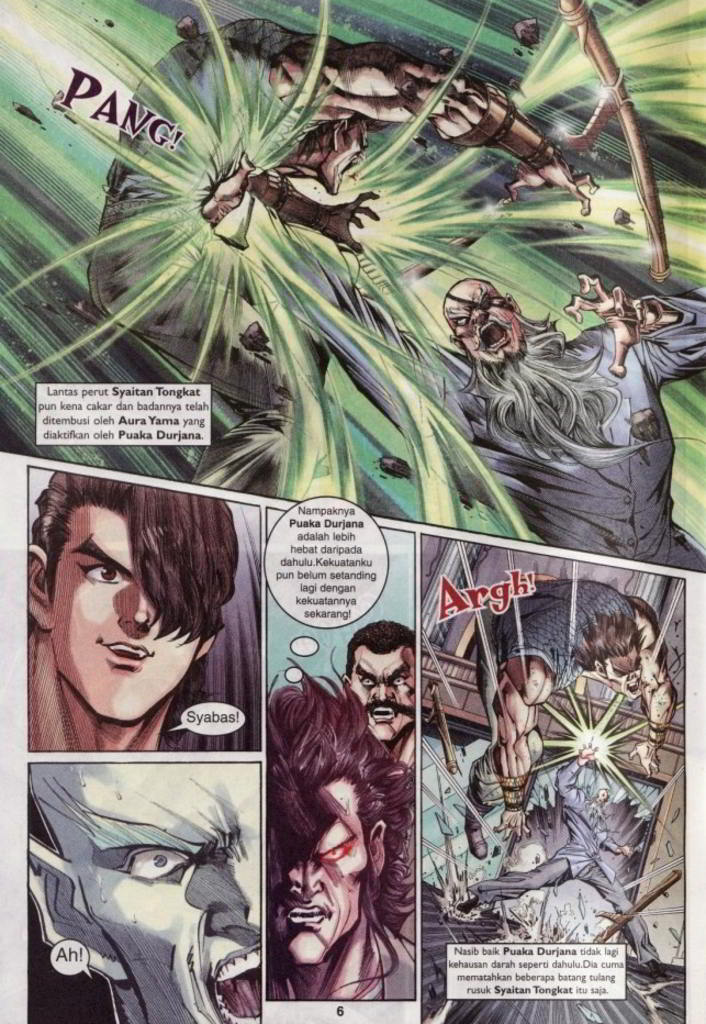 PANG!
Lantas perut Syaitan Tongkat
pun kena cakar dan badannya telah
ditembusi oleh Aura Yama yang
diaktifkan oleh Puaka Durjana.
Syabas!
Ah!
Nampaknya
Puaka Durjana
adalah lebih
hebat daripada
dahulu.Kekuatanku
pun belum setanding
lagi dengan
kekuatannya
sekarang!
Argh!
Nasib baik Puaka Durjana tidak lagi
kehausan darah seperti dahulu.Dia cuma
mematahkan beberapa batang tulang
rusuk Syaitan Tongkat itu saja.
6